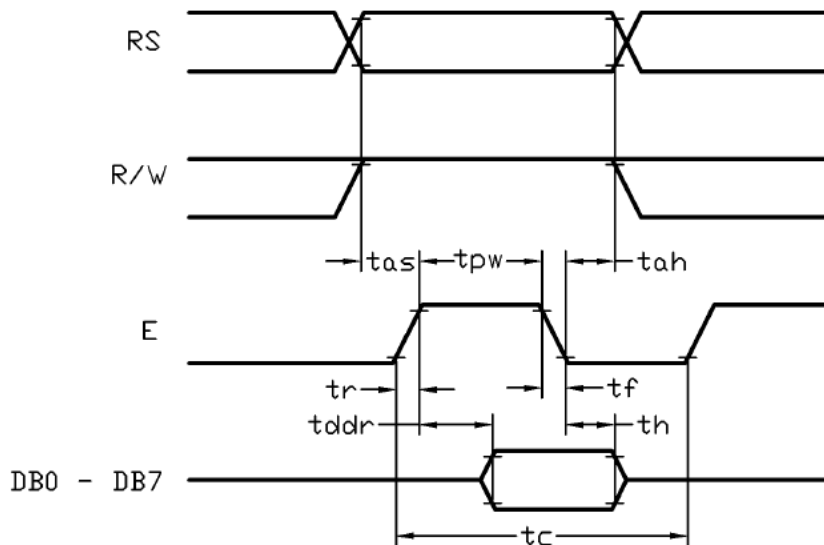 RS
R/W
tas tpw tah
E
tr tf
tddr th
DB0 - DB7
tc